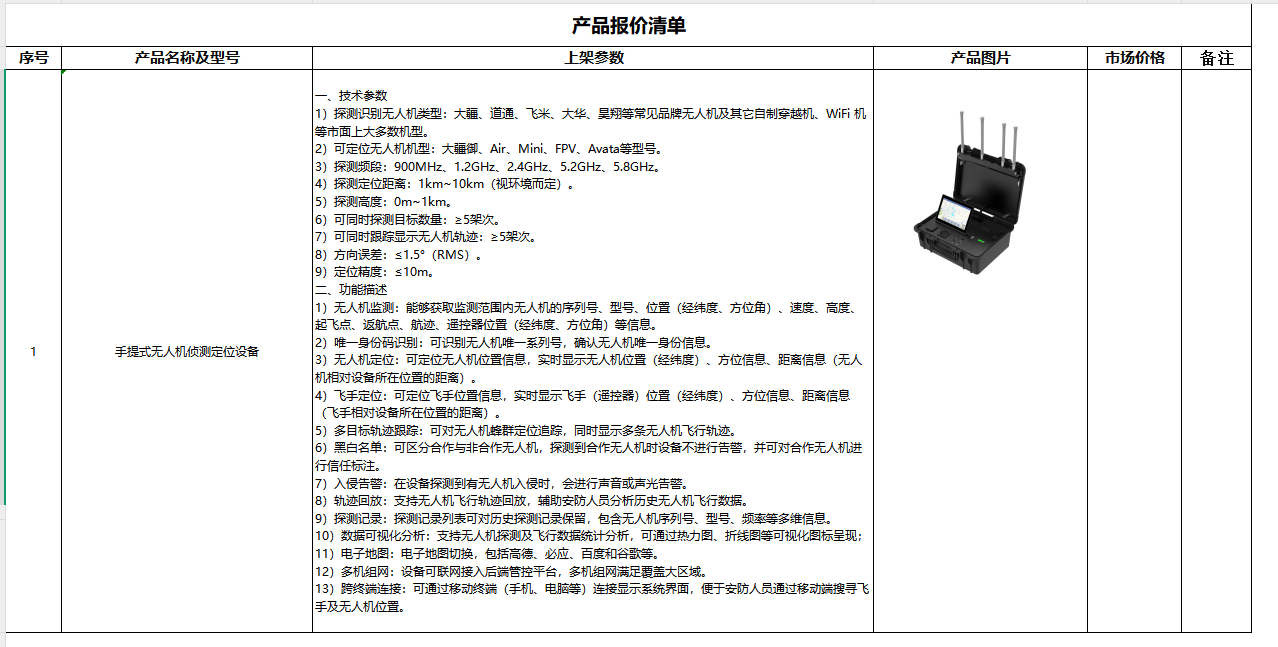 产品报价清单
序号 产品名称及型号 上架参数 产品图片 市场价格 备注
一、技术参数
1）探测识别无人机类型：大疆、道通、飞米、大华、昊翔等常见品牌无人机及其它自制穿越机、WiFi 机
等市面上大多数机型。
2）可定位无人机机型：大疆御、Air、Mini、FPV、Avata等型号。
3）探测频段：900MHz、1.2GHz、2.4GHz、5.2GHz、5.8GHz。
4）探测定位距离：1km~10km（视环境而定）。
5）探测高度：0m~1km。
6）可同时探测目标数量：≥5架次。
7）可同时跟踪显示无人机轨迹：≥5架次。
8）方向误差：≤1.5°（RMS）。
9）定位精度：≤10m。
二、功能描述
1）无人机监测：能够获取监测范围内无人机的序列号、型号、位置（经纬度、方位角）、速度、高度、
起飞点、返航点、航迹、遥控器位置（经纬度、方位角）等信息。
2）唯一身份码识别：可识别无人机唯一系列号，确认无人机唯一身份信息。
1 手提式无人机侦测定位设备
3）无人机定位：可定位无人机位置信息，实时显示无人机位置（经纬度）、方位信息、距离信息（无人
机相对设备所在位置的距离）。
4）飞手定位：可定位飞手位置信息，实时显示飞手（遥控器）位置（经纬度）、方位信息、距离信息
（飞手相对设备所在位置的距离）。
5）多目标轨迹跟踪：可对无人机蜂群定位追踪，同时显示多条无人机飞行轨迹。
6）黑白名单：可区分合作与非合作无人机，探测到合作无人机时设备不进行告警，并可对合作无人机进
行信任标注。
7）入侵告警：在设备探测到有无人机入侵时，会进行声音或声光告警。
8）轨迹回放：支持无人机飞行轨迹回放，辅助安防人员分析历史无人机飞行数据。
9）探测记录：探测记录列表可对历史探测记录保留，包含无人机序列号、型号、频率等多维信息。
10）数据可视化分析：支持无人机探测及飞行数据统计分析，可通过热力图、折线图等可视化图标呈现；
11）电子地图：电子地图切换，包括高德、必应、百度和谷歌等。
12）多机组网：设备可联网接入后端管控平台，多机组网满足覆盖大区域。
13）跨终端连接：可通过移动终端（手机、电脑等）连接显示系统界面，便于安防人员通过移动端搜寻飞
手及无人机位置。